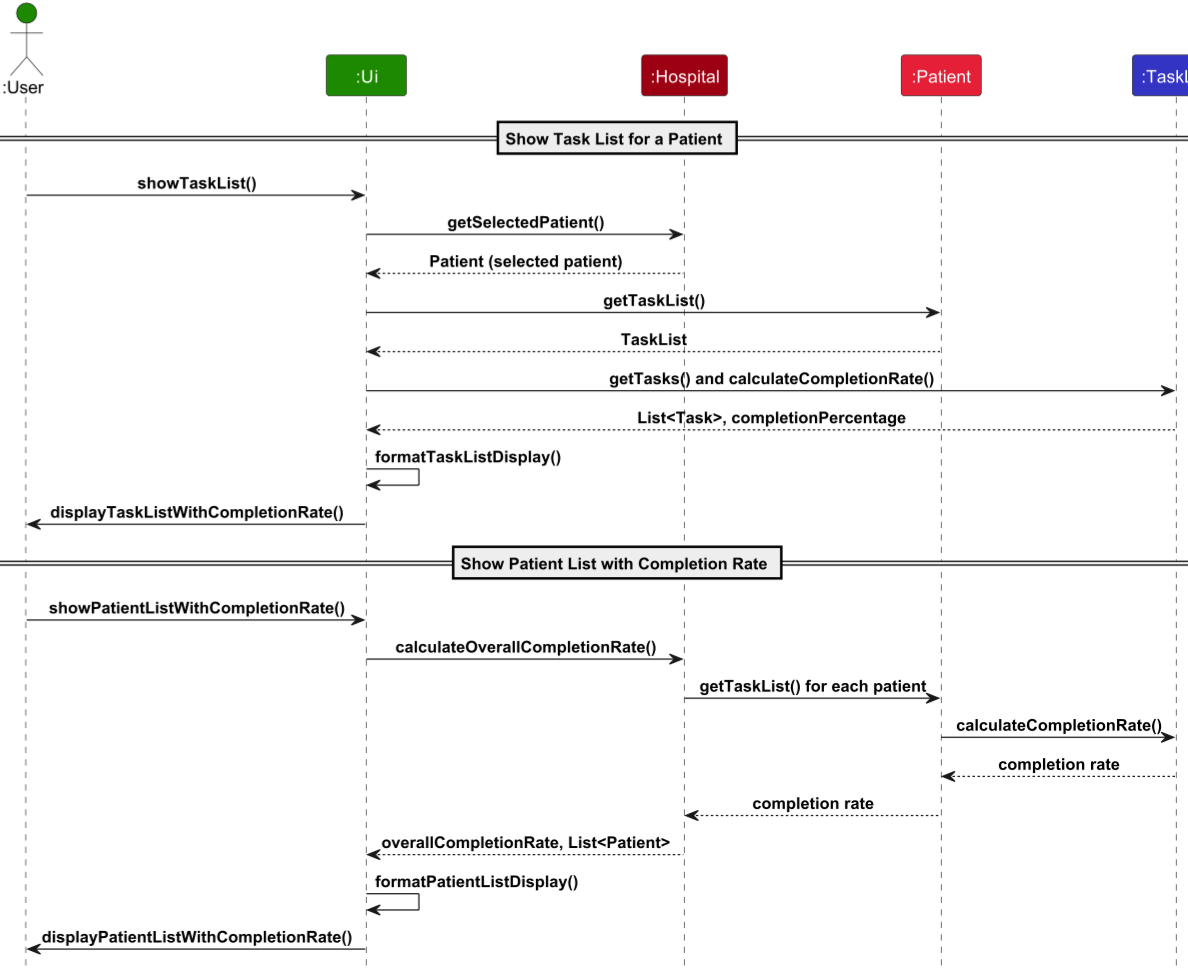 :User
:Ui
:Hospital
:Patient
:TaskL
Show Task List for a Patient
showTaskList()
getSelectedPatient()
Patient (selected patient)
getTaskList()
TaskList
getTasks() and calculateCompletionRate()
List<Task>, completionPercentage
formatTaskListDisplay()
displayTaskListWithCompletionRate()
Show Patient List with Completion Rate
showPatientListWithCompletionRate()
calculateOverallCompletionRate()
getTaskList() for each patient
calculateCompletionRate()
completion rate
completion rate
overallCompletionRate, List<Patient>
formatPatientListDisplay()
displayPatientListWithCompletionRate()